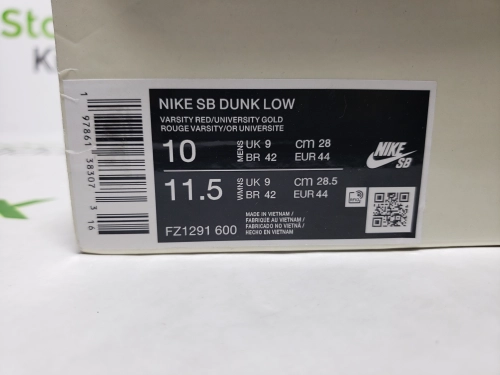 Sto
K
NIKE SB DUNK LOW
VARSITY RED/UNIVERSITY GOLD
ROUGE VARSITY/OR UNIVERSITE
10 MENS UK 9 CM 28
BR 42 EUR 44
11.5 WMNS UK 9 CM 28.5
BR 42 EUR 44
NIKE
SB
MADE IN VIETNAM /
FABRIQUE AU VIETNAM /
FABRICADO NO VIETNÃ /
HECHO EN VIETNAM
FZ1291 600
1 97861 38307 3 16